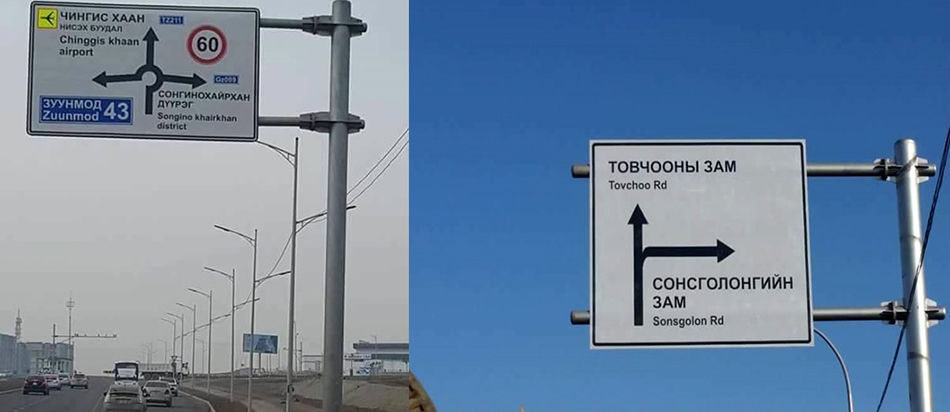 ЧИНГИС ХААН
НИСЭХ БУУДАЛ
Chinggis khaan
airport
TZ211
60
Gz009
СОНГИНОХАЙРХАН
ДҮҮРЭГ
Songino khairkhan
district
ЗУУНМОД 43
Zuunmod
ТОВЧООНЫ ЗАМ
Tovchoo Rd
СОНСГОЛОНГИЙН
ЗАМ
Sonsgolon Rd